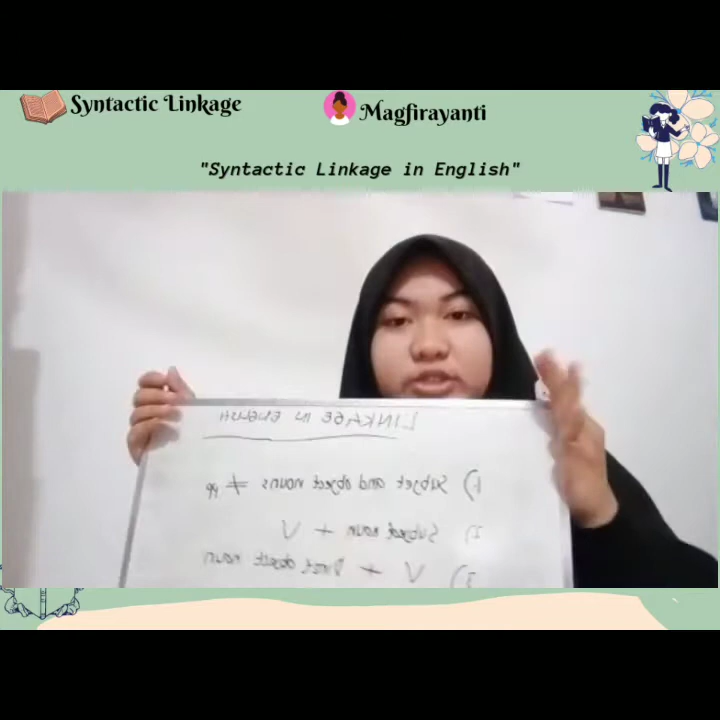 Syntactic Linkage
Magfirayanti
"Syntactic Linkage in English"
LINKAGE IN ENGLISH
1) Subject and object nouns ≠ pp
2) Subject noun + V
3) V + Direct object noun